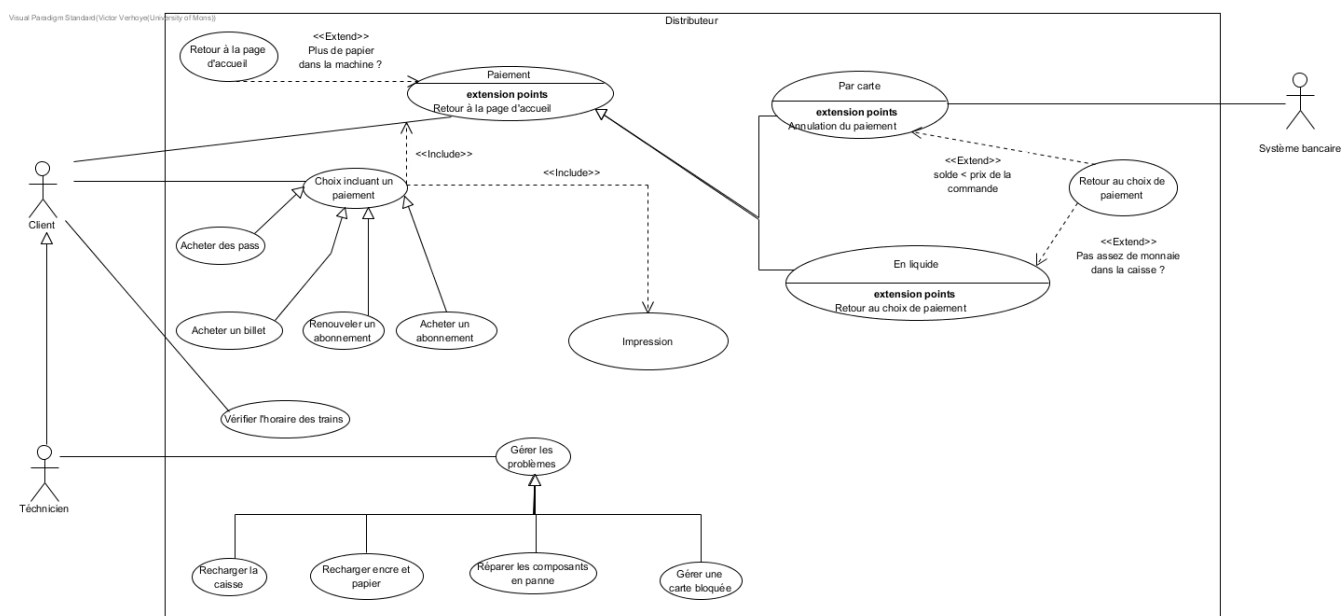 Visual Paradigm Standard(Victor Verhoye(University of Mons))
Distributeur
Retour à la page
d'accueil
<<Extend>>
Plus de papier
dans la machine ?
Paiement
extension points
Retour à la page d'accueil
Par carte
extension points
Annulation du paiement
Système bancaire
<<Include>>
<<Extend>>
solde < prix de la
commande
<<Include>>
Choix incluant un
paiement
Retour au choix de
paiement
Client
Acheter des pass
<<Extend>>
Pas assez de monnaie
dans la caisse ?
En liquide
extension points
Retour au choix de paiement
Acheter un billet
Renouveler un
abonnement
Acheter un
abonnement
Impression
Vérifier l'horaire des trains
Gérer les
problèmes
Téchnicien
Recharger la
caisse
Recharger encre et
papier
Réparer les composants
en panne
Gérer une
carte bloquée